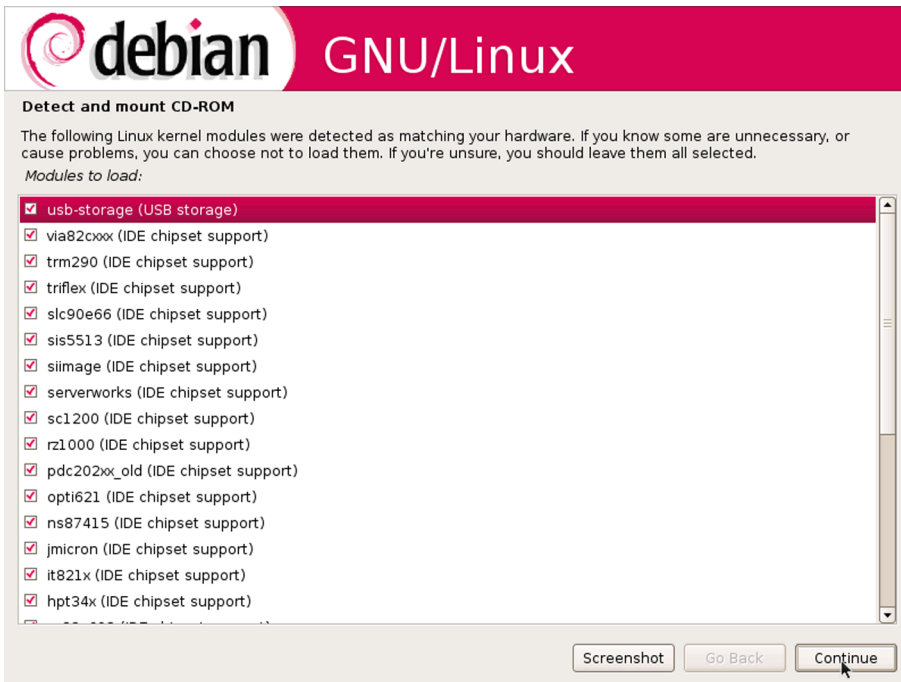 debian GNU/Linux
Detect and mount CD-ROM
The following Linux kernel modules were detected as matching your hardware. If you know some are unnecessary, or
cause problems, you can choose not to load them. If you're unsure, you should leave them all selected.
Modules to load:
usb-storage (USB storage)
via82cxxx (IDE chipset support)
trm290 (IDE chipset support)
triflex (IDE chipset support)
slc90e66 (IDE chipset support)
sis5513 (IDE chipset support)
siimage (IDE chipset support)
serverworks (IDE chipset support)
sc1200 (IDE chipset support)
rz1000 (IDE chipset support)
pdc202xx_old (IDE chipset support)
opti621 (IDE chipset support)
ns87415 (IDE chipset support)
jmicron (IDE chipset support)
it821x (IDE chipset support)
hpt34x (IDE chipset support)
Screenshot Go Back Continue